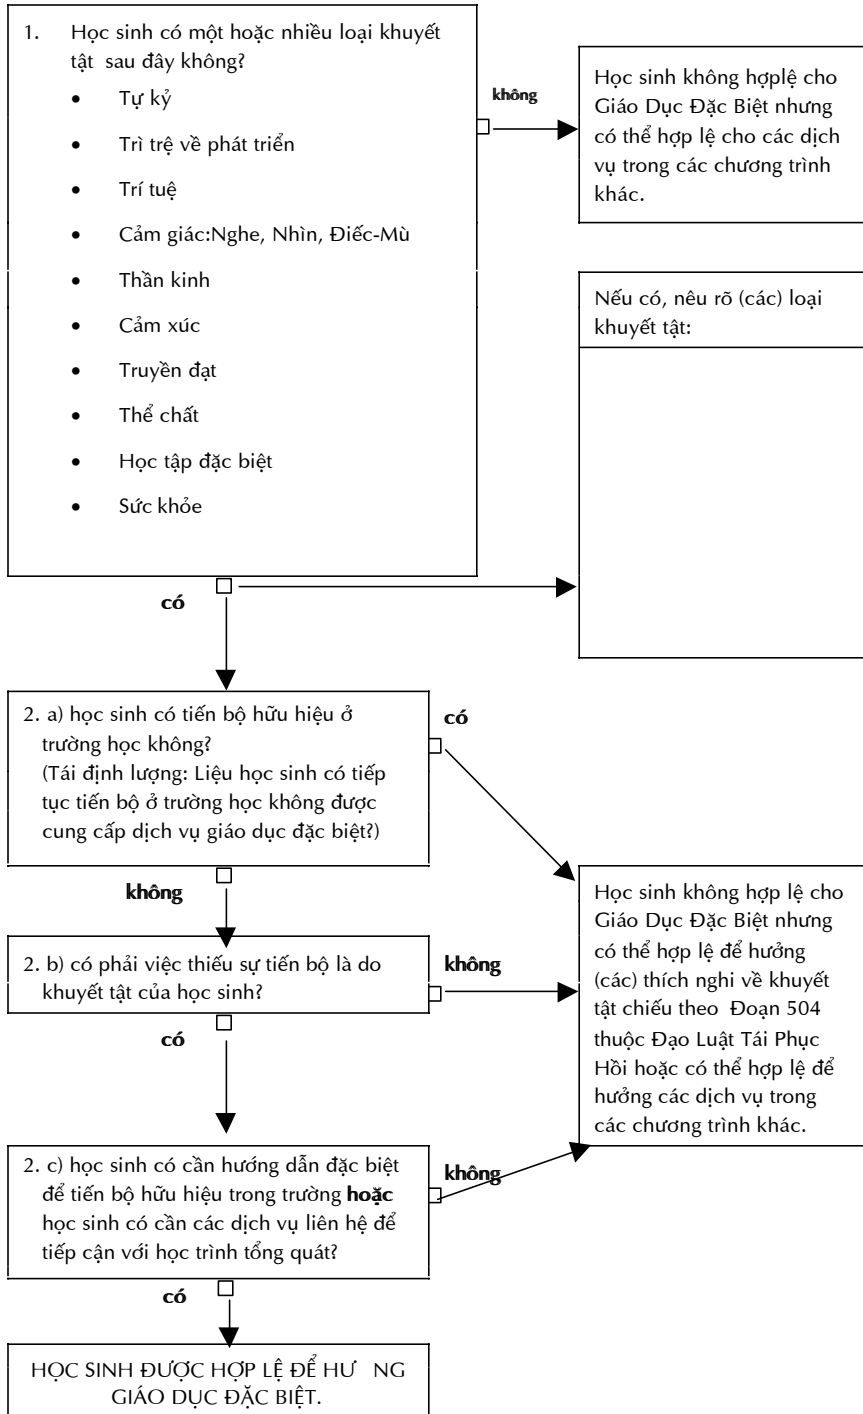 1. Học sinh có một hoặc nhiều loại khuyết
tật sau đây không?
• Tự kỷ
• Trì trệ về phát triển
• Trí tuệ
• Cảm giác:Nghe, Nhìn, Điếc-Mù
• Thần kinh
• Cảm xúc
• Truyền đạt
• Thể chất
• Học tập đặc biệt
• Sức khỏe
không
Học sinh không hợplệ cho
Giáo Dục Đặc Biệt nhưng
có thể hợp lệ cho các dịch
vụ trong các chương trình
khác.
Nếu có, nêu rõ (các) loại
khuyết tật:
có
2. a) học sinh có tiến bộ hữu hiệu ở
trường học không?
(Tái định lượng: Liệu học sinh có tiếp
tục tiến bộ ở trường học không được
cung cấp dịch vụ giáo dục đặc biệt?)
có
không
2. b) có phải việc thiếu sự tiến bộ là do
khuyết tật của học sinh?
không
có
Học sinh không hợp lệ cho
Giáo Dục Đặc Biệt nhưng
có thể hợp lệ để hưởng
(các) thích nghi về khuyết
tật chiếu theo Đoạn 504
thuộc Đạo Luật Tái Phục
Hồi hoặc có thể hợp lệ để
hưởng các dịch vụ trong
các chương trình khác.
2. c) học sinh có cần hướng dẫn đặc biệt
để tiến bộ hữu hiệu trong trường hoặc
học sinh có cần các dịch vụ liên hệ để
tiếp cận với học trình tổng quát?
không
có
HỌC SINH ĐƯỢC HỢP LỆ ĐỂ HƯ NG
GIÁO DỤC ĐẶC BIỆT.